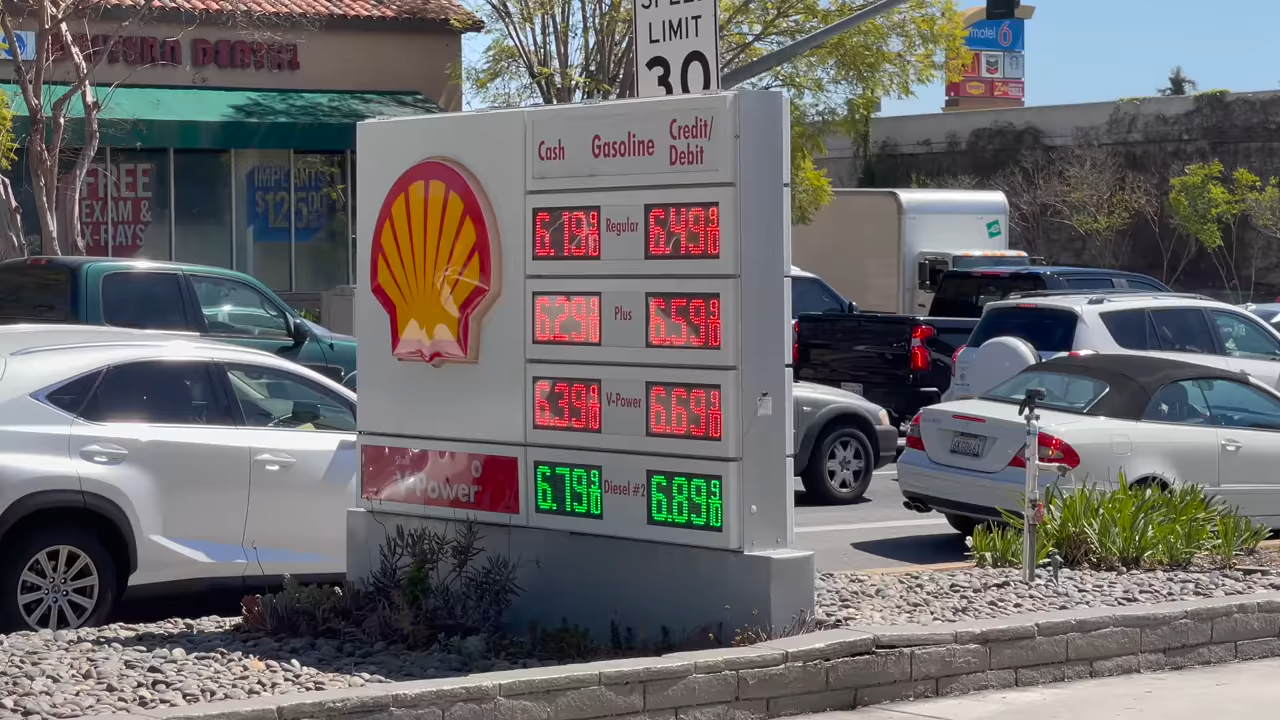 SPEED
LIMIT
30
motel 6
DENTAL
FREE
EXAM &
X-RAYS
IMPLANTS
Cash Gasoline Credit/
Debit
6.19 9/10 Regular 6.49 9/10
6.29 9/10 Plus 6.59 9/10
6.39 9/10 V-Power 6.69 9/10
6.79 9/10 Diesel #2 6.89 9/10
Shell
V-Power